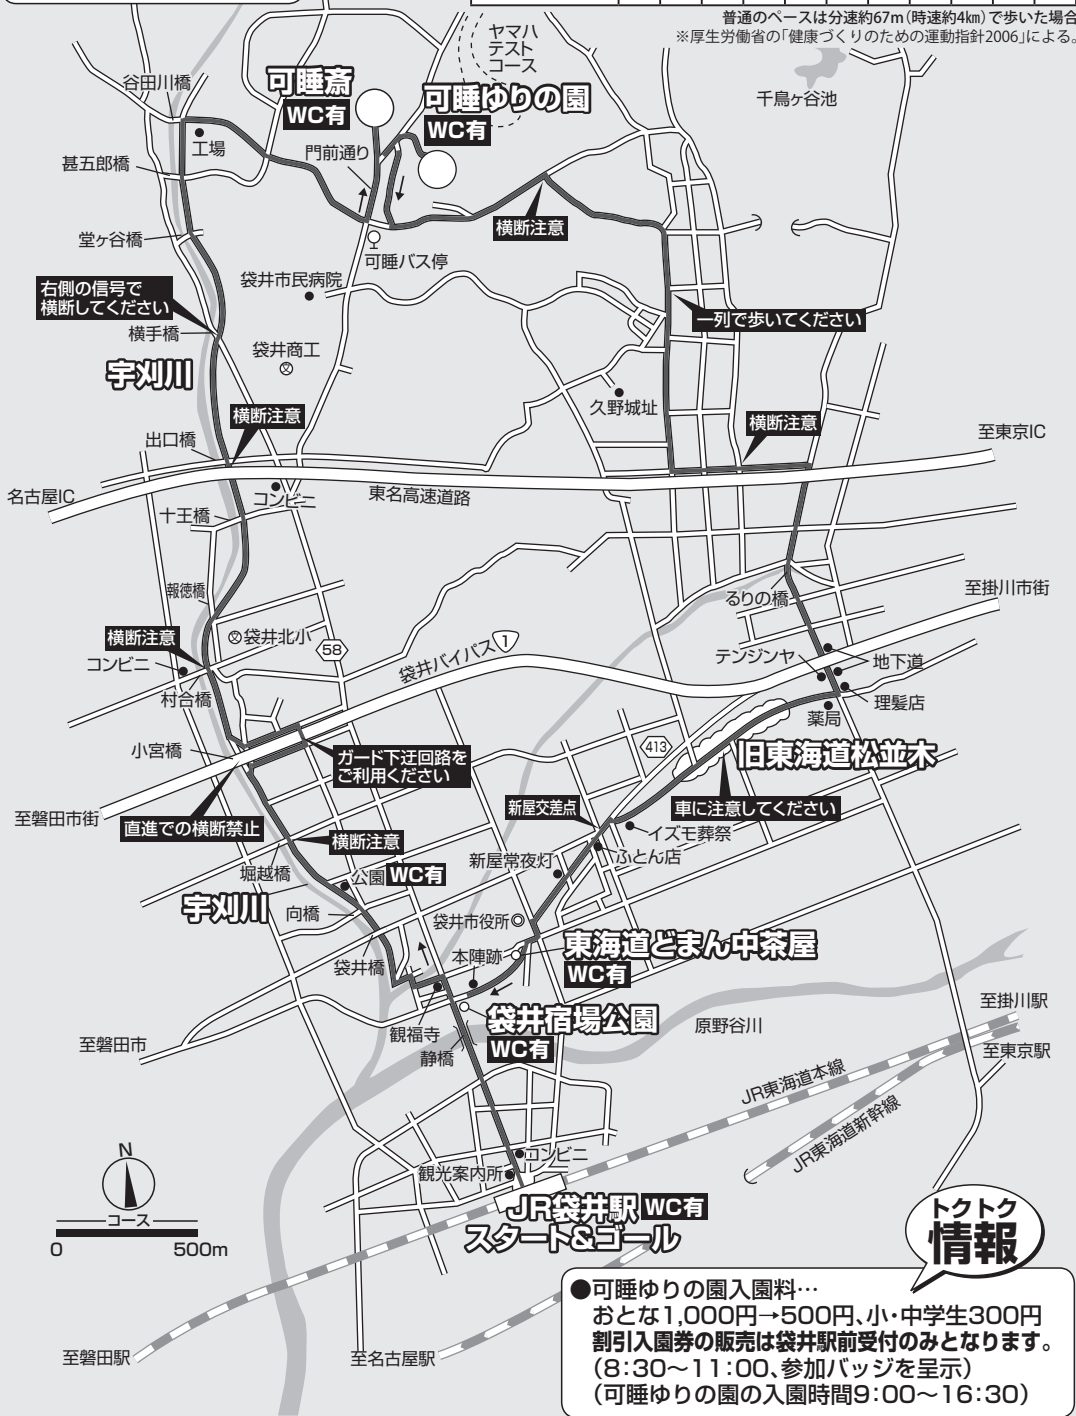 普通のペースは分速約67m（時速約4㎞）で歩いた場合
※厚生労働省の「健康づくりのための運動指針2006」による。
ヤマハ
テスト
コース
谷田川橋
可睡斎
WC有
可睡ゆりの園
WC有
千鳥ヶ谷池
工場
門前通り
甚五郎橋
横断注意
堂ヶ谷橋
可睡バス停
袋井市民病院
右側の信号で
横断してください
一列で歩いてください
横手橋
袋井商工
文
宇刈川
久野城址
横断注意
横断注意
出口橋
至東京IC
名古屋IC
東名高速道路
コンビニ
十王橋
報徳橋
るりの橋
至掛川市街
横断注意
文
袋井北小
58
袋井バイパス
1
コンビニ
テンジンヤ
地下道
村合橋
理髪店
薬局
小宮橋
ガード下迂回路を
ご利用ください
413
旧東海道松並木
至磐田市街
直進での横断禁止
新屋交差点
車に注意してください
横断注意
イズモ葬祭
ふとん店
新屋常夜灯
堀越橋
公園
WC有
宇刈川
向橋
袋井市役所
袋井橋
本陣跡
東海道どまん中茶屋
WC有
至掛川駅
観福寺
袋井宿場公園
WC有
原野谷川
至磐田市
静橋
至東京駅
JR東海道本線
JR東海道新幹線
N
コンビニ
観光案内所
コース
0
500m
JR袋井駅
WC有
スタート&ゴール
トクトク
情報
●可睡ゆりの園入園料…
おとな1,000円→500円、小・中学生300円
割引入園券の販売は袋井駅前受付のみとなります。
（8:30～11:00、参加バッジを呈示）
（可睡ゆりの園の入園時間9:00～16:30）
至磐田駅
至名古屋駅